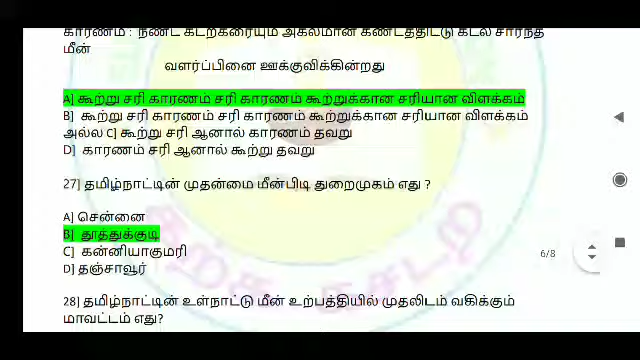 காரணம் : நீண்ட கடற்கரையும் அகலமான கண்டத்திட்டு கடல் சார்ந்த
மீன்
வளர்ப்பினை ஊக்குவிக்கின்றது
A] கூற்று சரி காரணம் சரி காரணம் கூற்றுக்கான சரியான விளக்கம்
B] கூற்று சரி காரணம் சரி காரணம் கூற்றுக்கான சரியான விளக்கம்
அல்ல C] கூற்று சரி ஆனால் காரணம் தவறு
D] காரணம் சரி ஆனால் கூற்று தவறு
27] தமிழ்நாட்டின் முதன்மை மீன்பிடி துறைமுகம் எது ?
A] சென்னை
B] தூத்துக்குடி
C] கன்னியாகுமரி
D] தஞ்சாவூர்
6/8
28] தமிழ்நாட்டின் உள்நாட்டு மீன் உற்பத்தியில் முதலிடம் வகிக்கும்
மாவட்டம் எது?